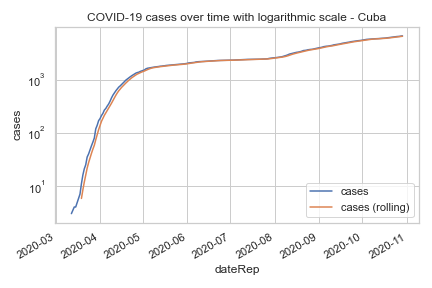 COVID-19 cases over time with logarithmic scale - Cuba
cases
10³
10²
10¹
cases
cases (rolling)
2020-03
2020-04
2020-05
2020-06
2020-07
2020-08
2020-09
2020-10
2020-11
dateRep